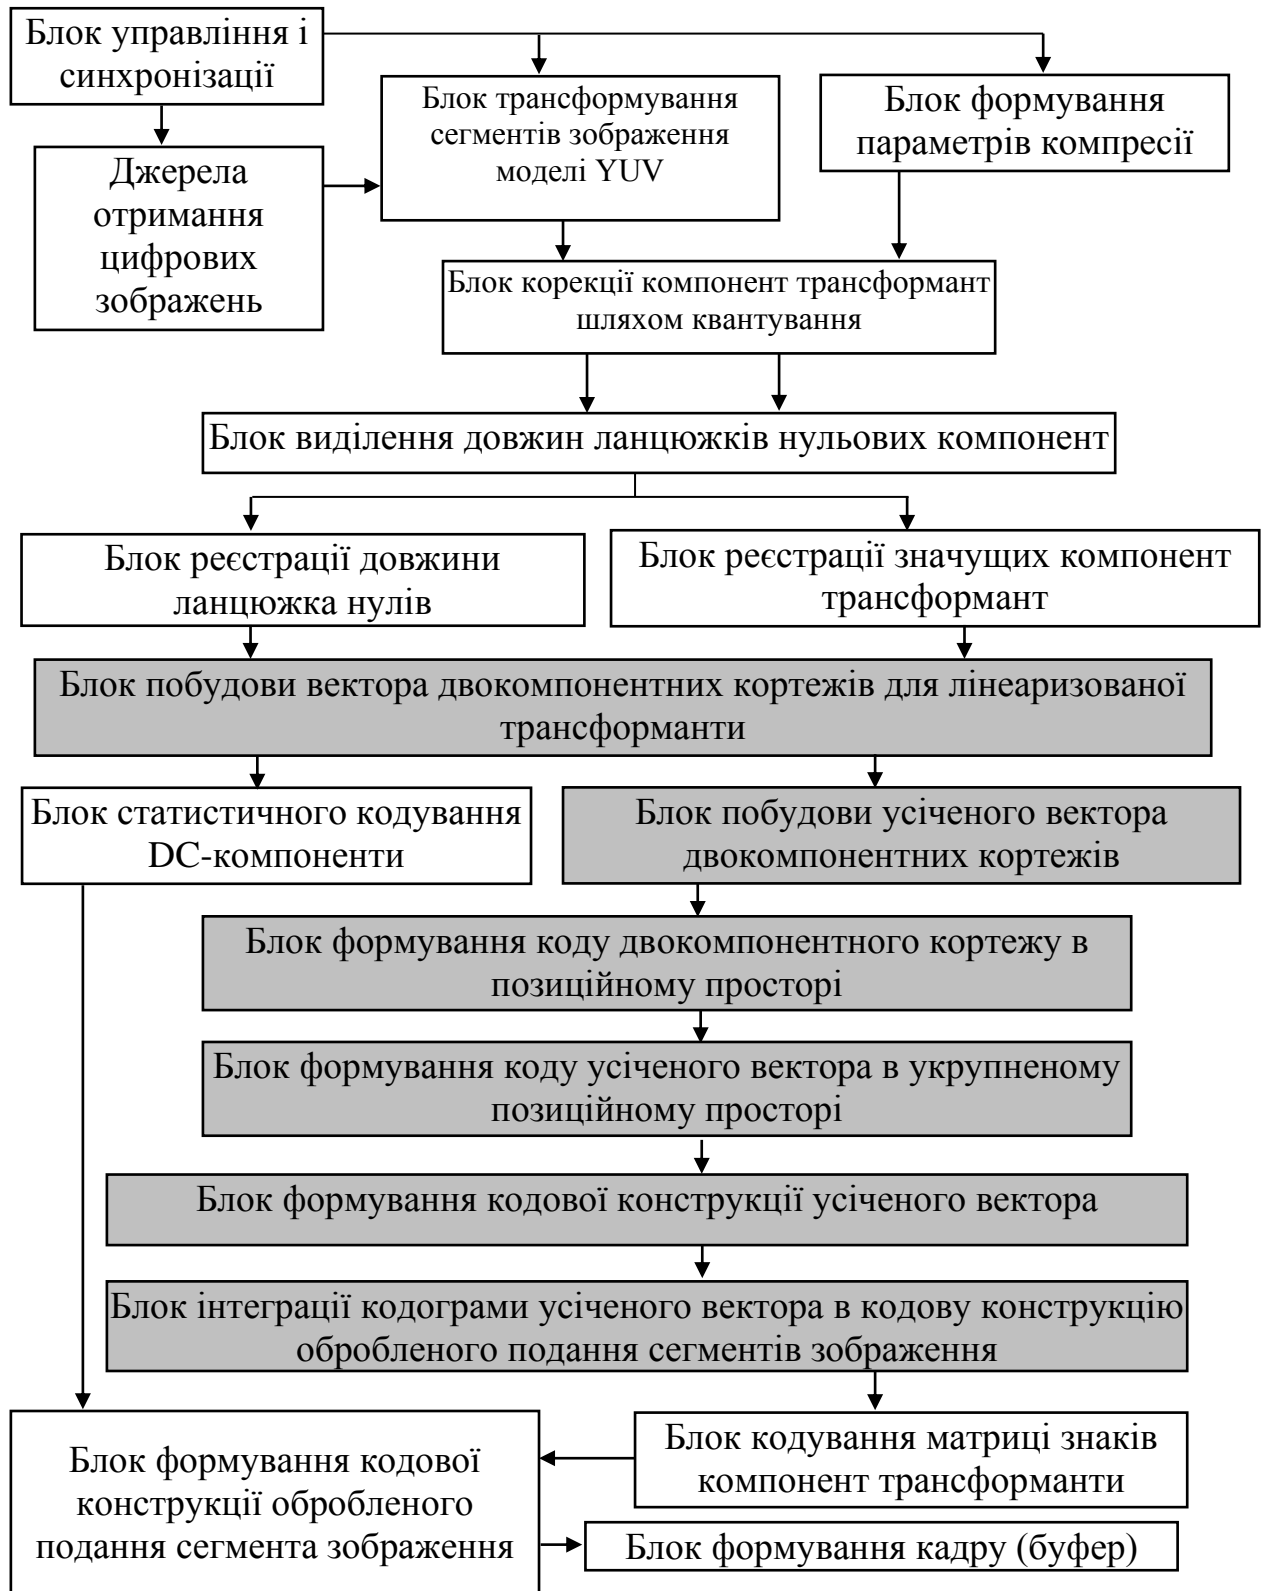 Блок управління і
синхронізації
Блок трансформування
сегментів зображення
моделі YUV
Блок формування
параметрів компресії
Джерела
отримання
цифрових
зображень
Блок корекції компонент трансформант
шляхом квантування
Блок виділення довжин ланцюжків нульових компонент
Блок реєстрації довжини
ланцюжка нулів
Блок реєстрації значущих компонент
трансформант
Блок побудови вектора двокомпонентних кортежів для лінеаризованої
трансформанти
Блок статистичного кодування
DC-компоненти
Блок побудови усіченого вектора
двокомпонентних кортежів
Блок формування коду двокомпонентного кортежу в
позиційному просторі
Блок формування коду усіченого вектора в укрупненому
позиційному просторі
Блок формування кодової конструкції усіченого вектора
Блок інтеграції кодограми усіченого вектора в кодову конструкцію
обробленого подання сегментів зображення
Блок формування кодової
конструкції обробленого
подання сегмента зображення
Блок кодування матриці знаків
компонент трансформанти
Блок формування кадру (буфер)